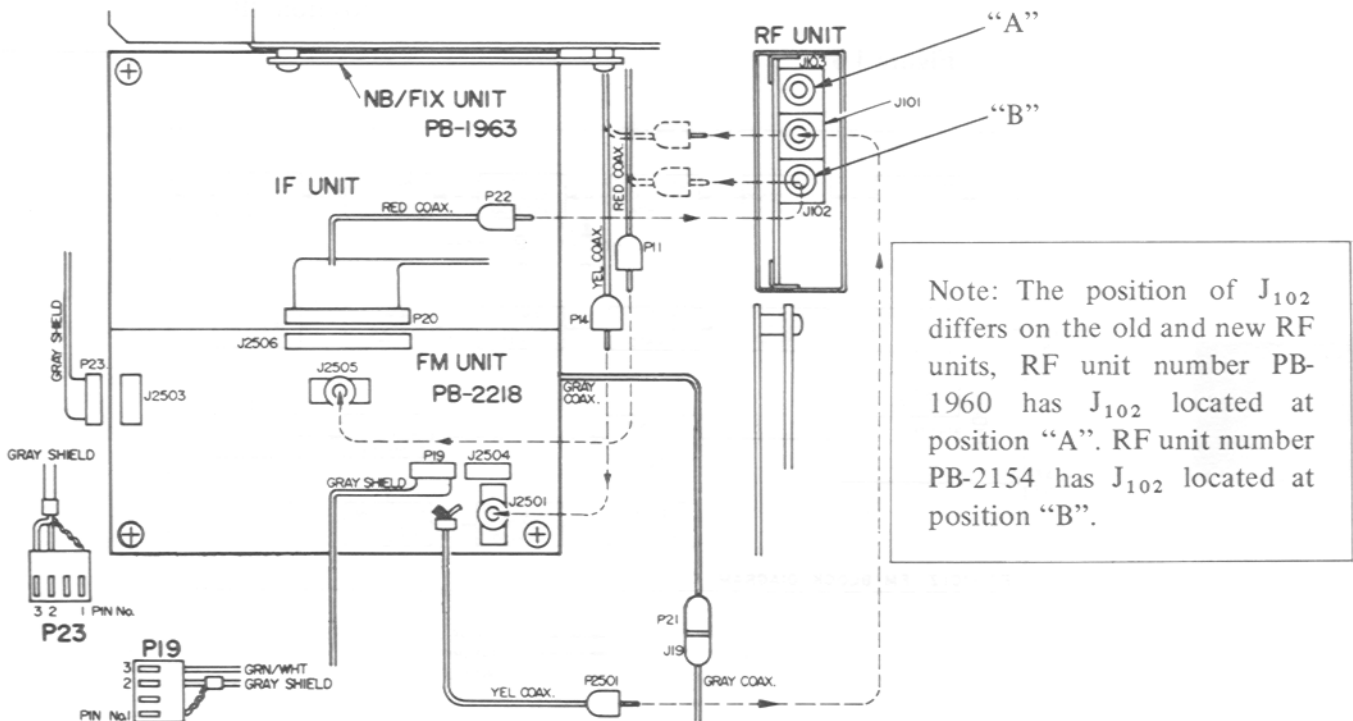 "A"
RF UNIT
J103
NB/FIX UNIT
PB-1963
J101
"B"
IF UNIT
RED COAX.
P22
RED COAX.
J102
YEL COAX.
P11
GRAY SHIELD
P20
P14
J2506
P23
J2505
FM UNIT
PB-2218
GRAY
COAX.
J2503
GRAY SHIELD
P19
J2504
GRAY SHIELD
J2501
3 2 1 PIN No.
P23
P19
3
2
PIN No.1
GRN/WHT
GRAY SHIELD
P21
J19
YEL COAX.
P2501
GRAY COAX.
Note: The position of J102
differs on the old and new RF
units, RF unit number PB-
1960 has J102 located at
position "A". RF unit number
PB-2154 has J102 located at
position "B".